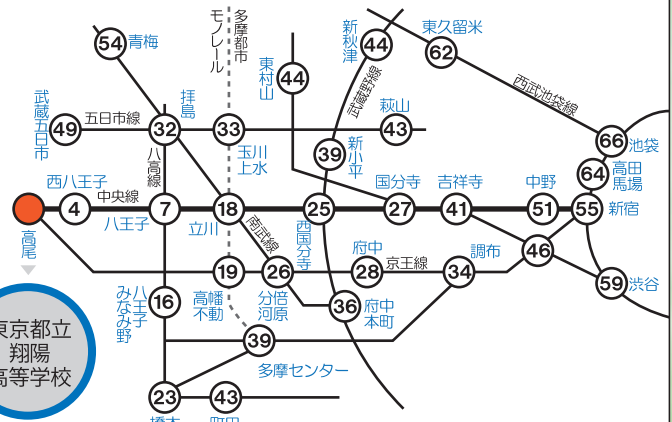 54
青梅
モノレール
多摩都市
東村山
44
新秋津
44
東久留米
62
西武池袋線
武蔵野線
武蔵五日市
49
五日市線
拝島
32
33
玉川
上水
萩山
43
新小平
39
66
池袋
64
高田
馬場
八高線
西八王子
中央線
4
八王子
7
立川
18
南武線
西国分寺
25
国分寺
27
吉祥寺
41
中野
51
55
新宿
高尾
19
高幡
不動
26
分倍
河原
府中
28
京王線
調布
34
46
59
渋谷
八王子
みなみ野
16
36
府中
本町
39
多摩センター
23
43
東京都立
翔陽
高等学校